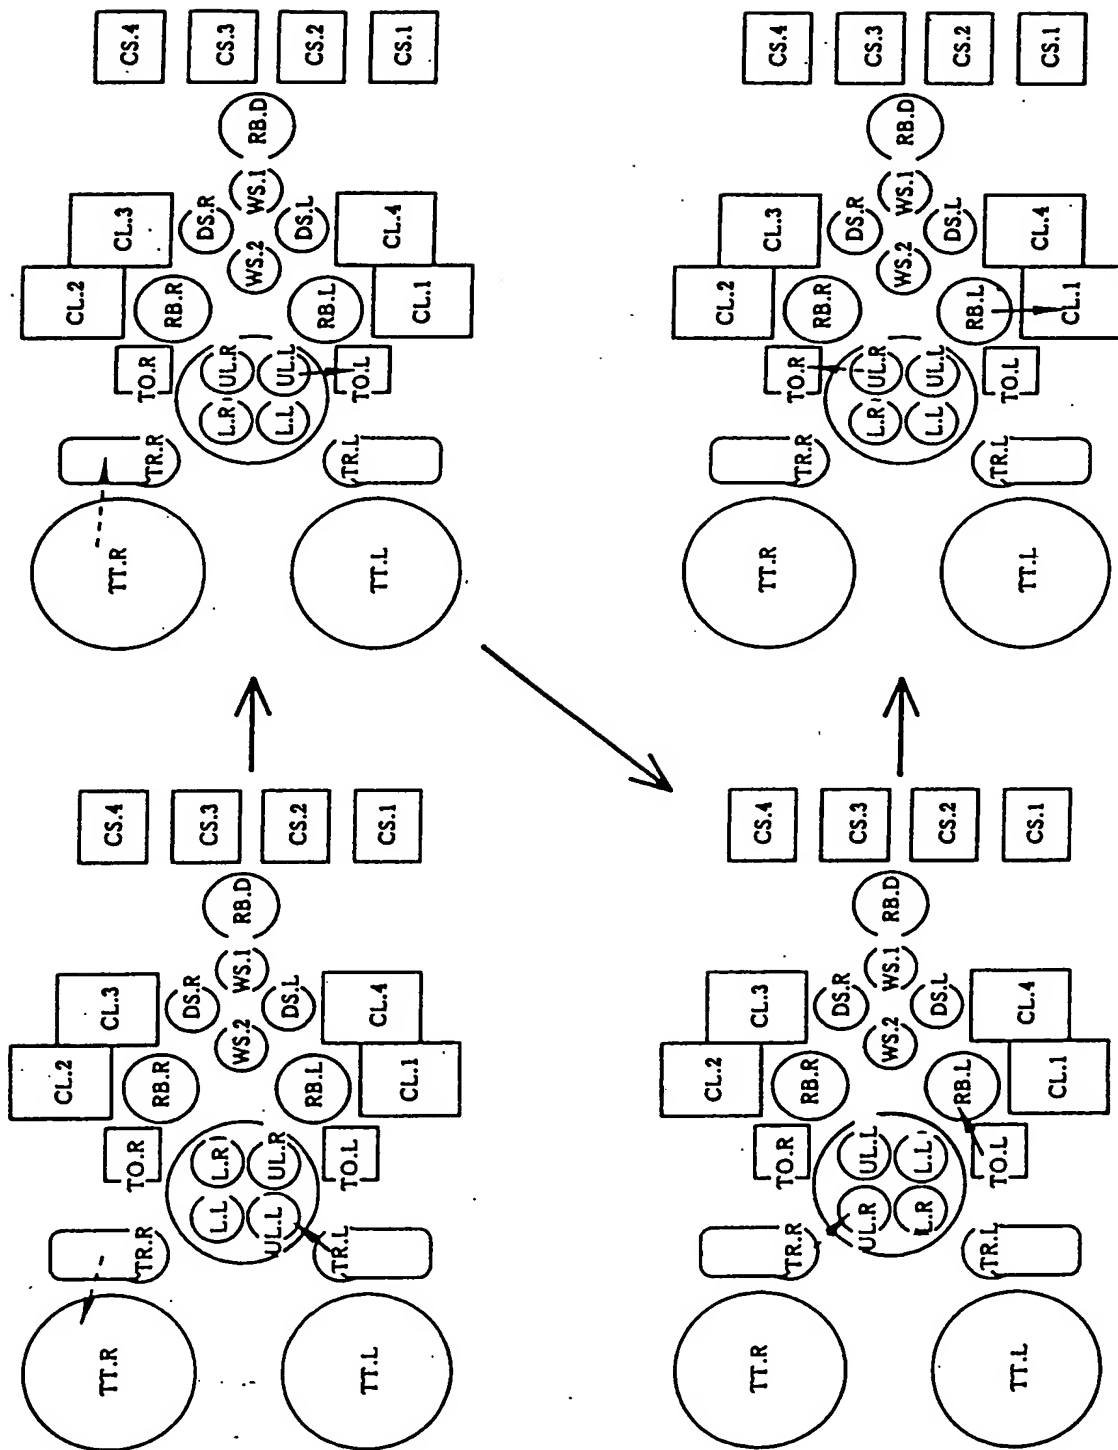 TT.R
TR.R
TO.R
CL.2
CL.3
CS.4
L.L
L.R
RB.R
DS.R
CS.3
UL.L
UL.R
WS.2
WS.1
RB.D
CS.2
TT.L
TR.L
TO.L
RB.L
DS.L
CL.1
CL.4
CS.1
TT.R
TR.R
TO.R
CL.2
CL.3
CS.4
L.R
UL.R
RB.R
DS.R
CS.3
L.L
UL.L
WS.2
WS.1
RB.D
CS.2
TT.L
TR.L
TO.L
RB.L
DS.L
CL.1
CL.4
CS.1
TT.R
TR.R
TO.R
CL.2
CL.3
CS.4
UL.R
UL.L
RB.R
DS.R
CS.3
L.R
L.L
WS.2
WS.1
RB.D
CS.2
TT.L
TR.L
TO.L
RB.L
DS.L
CL.1
CL.4
CS.1
TT.R
TR.R
TO.R
CL.2
CL.3
CS.4
L.R
UL.R
RB.R
DS.R
CS.3
L.L
UL.L
WS.2
WS.1
RB.D
CS.2
TT.L
TR.L
TO.L
RB.L
DS.L
CL.1
CL.4
CS.1